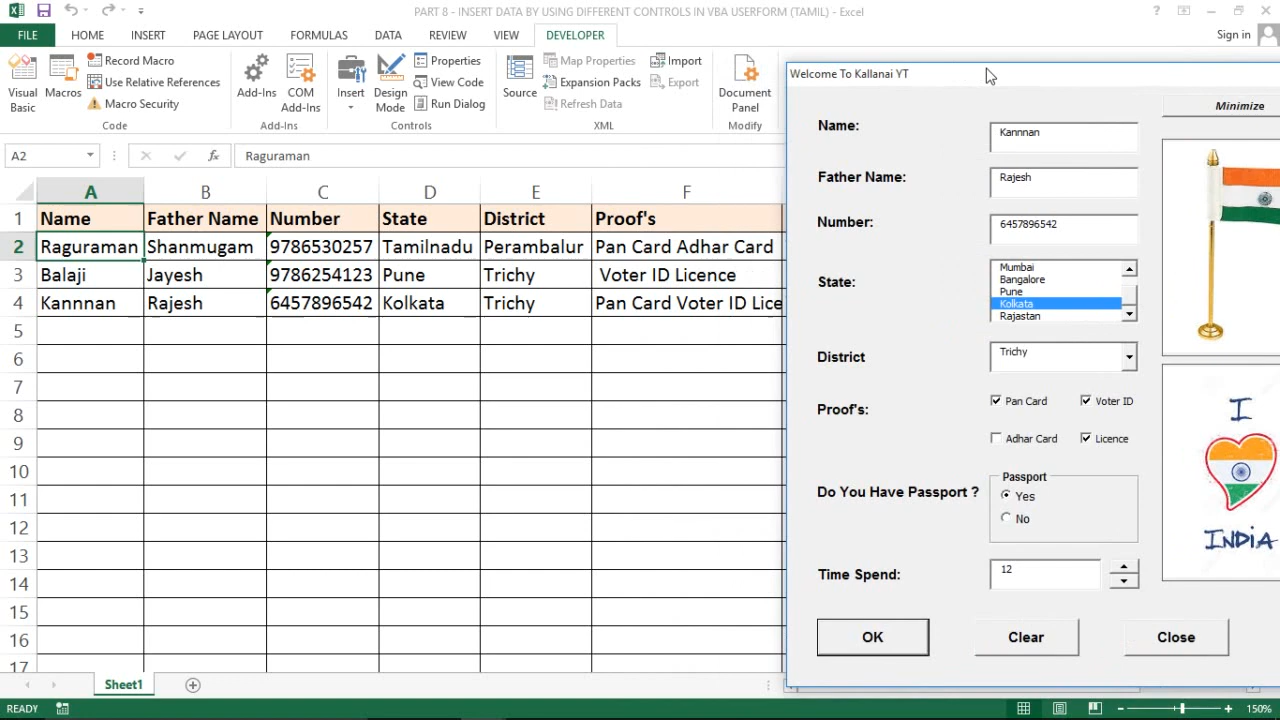 PART 8 - INSERT DATA BY USING DIFFERENT CONTROLS IN VBA USERFORM (TAMIL) - Excel
FILE HOME INSERT PAGE LAYOUT FORMULAS DATA REVIEW VIEW DEVELOPER Sign in
Visual Basic
Macros
Record Macro
Use Relative References
Macro Security
Code
Add-Ins
COM Add-Ins
Add-Ins
Insert
Design Mode
Properties
View Code
Run Dialog
Controls
Source
Map Properties
Expansion Packs
Refresh Data
Import
Export
XML
Document Panel
Modify
A2 fx Raguraman
A B C D E F
1 Name Father Name Number State District Proof's
2 Raguraman Shanmugam 9786530257 Tamilnadu Perambalur Pan Card Adhar Card
3 Balaji Jayesh 9786254123 Pune Trichy Voter ID Licence
4 Kannnan Rajesh 6457896542 Kolkata Trichy Pan Card Voter ID Lice
5
6
7
8
9
10
11
12
13
14
15
16
17
Welcome To Kallanai YT
Minimize
Name: Kannnan
Father Name: Rajesh
Number: 6457896542
State:
Mumbai
Bangalore
Pune
Kolkata
Rajastan
District Trichy
Proof's:
Pan Card Voter ID
Adhar Card Licence
Do You Have Passport ?
Passport
Yes
No
Time Spend: 12
OK Clear Close
I
INDIA
Sheet1
READY 150%